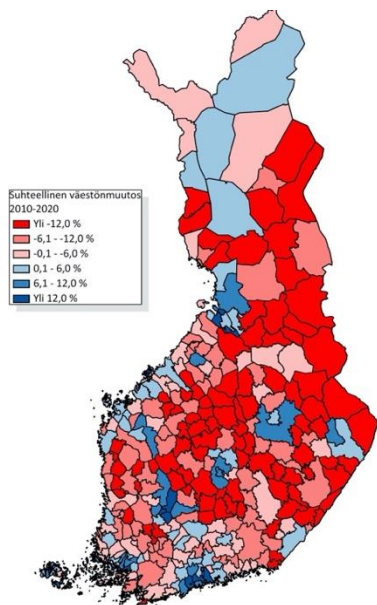 Suhteellinen väestönmuutos
2010-2020
Yli -12,0 %
-6,1 - -12,0 %
-0,1 - -6,0 %
0,1 - 6,0 %
6,1 - 12,0 %
Yli 12,0 %